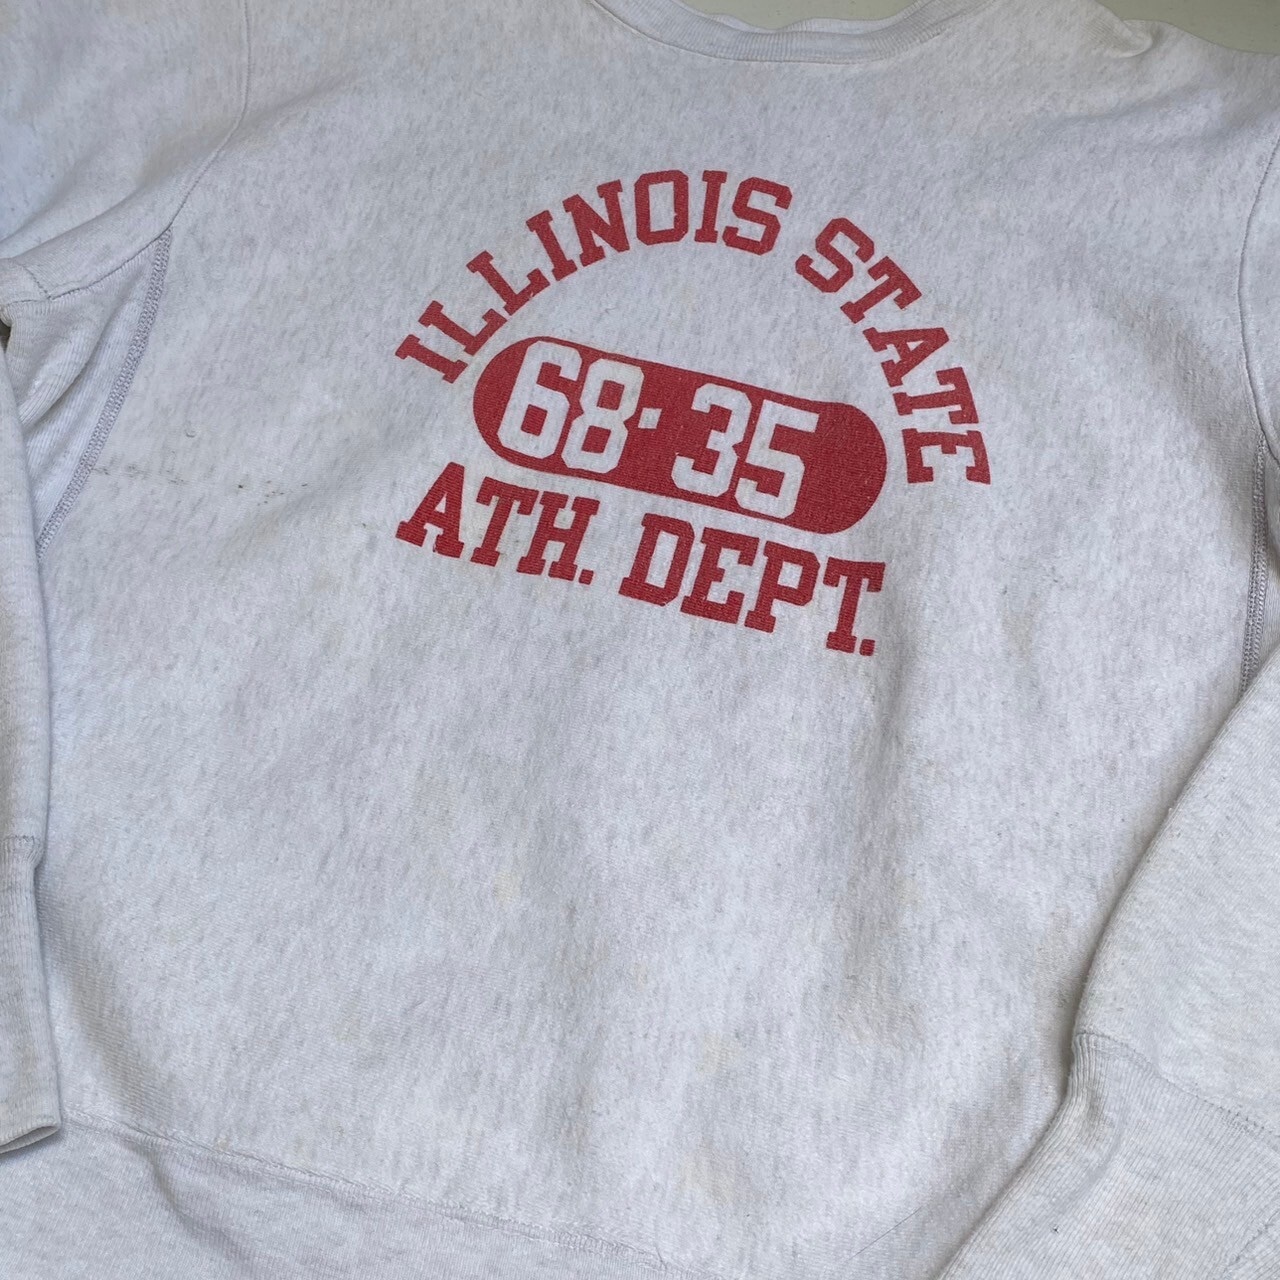 ILLINOIS STATE
68·35
ATH. DEPT.